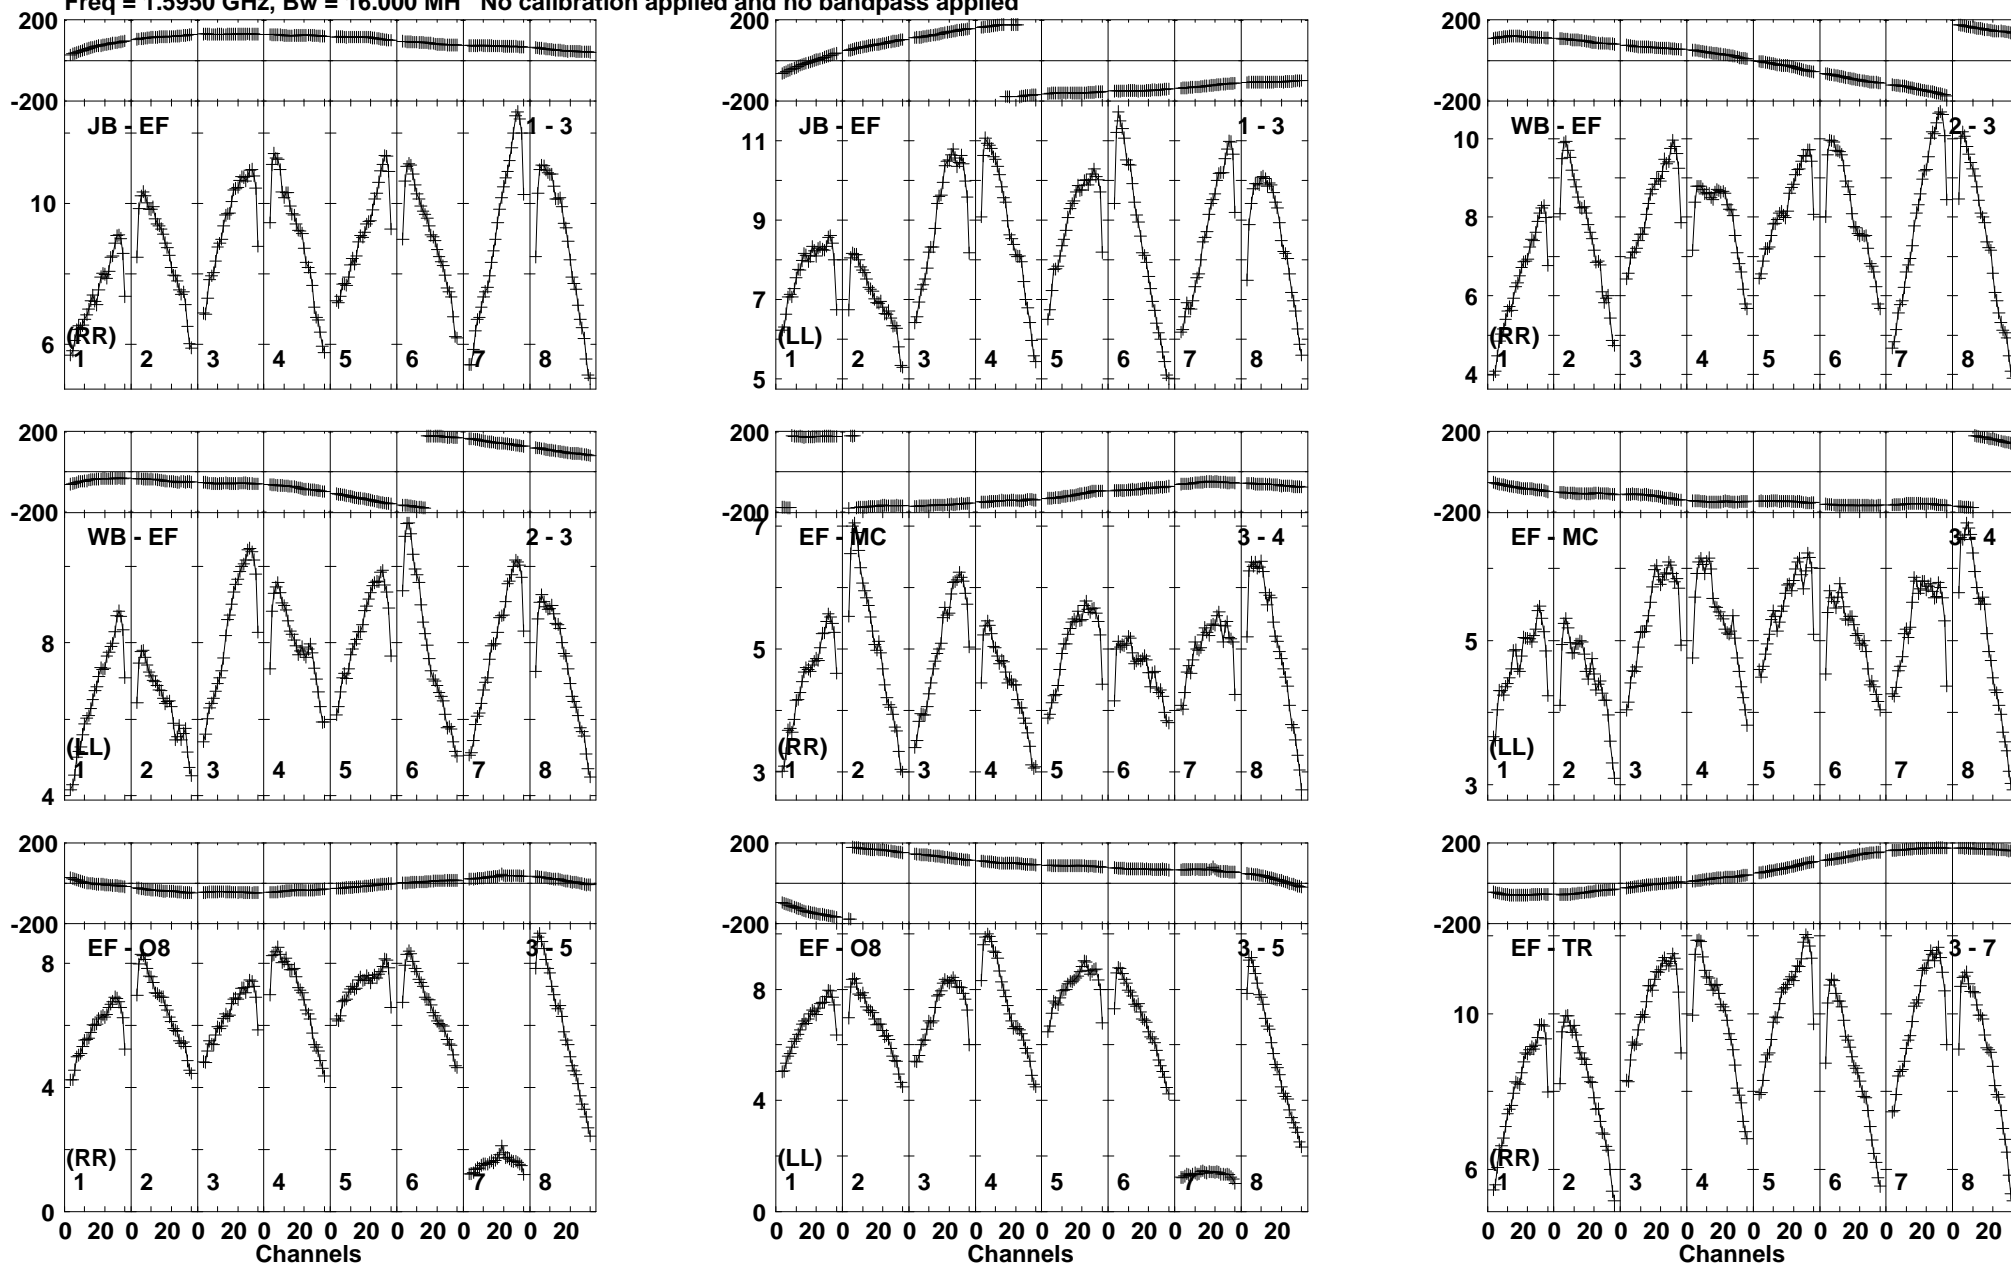 Freq = 1.5950 GHz, Bw = 16.000 MH No calibration applied and no bandpass applied
200 200 200
-200 -200 -200
JB - EF 1 - 3 JB - EF 1 - 3 WB - EF 2 - 3
11 10
10 9 8
7 6
6 (RR) (LL) (RR)
1 2 3 4 5 6 7 8 1 2 3 4 5 6 7 8 1 2 3 4 5 6 7 8
5 4
200 200 200
-200 -200 -200
7
WB - EF 2 - 3 EF - MC 3 - 4 EF - MC 3 - 4
8 5 5
(LL) (RR) (LL)
1 2 3 4 5 6 7 8 1 2 3 4 5 6 7 8 1 2 3 4 5 6 7 8
4 3 3
200 200 200
-200 -200 -200
EF - O8 3 - 5 EF - O8 3 - 5 EF - TR 3 - 7
8 8 10
4 4
(RR) (LL) (RR)
6
1 2 3 4 5 6 7 8 1 2 3 4 5 6 7 8 1 2 3 4 5 6 7 8
0 0
0 20 0 20 0 20 0 20 0 20 0 20 0 20 0 20 0 20 0 20 0 20 0 20 0 20 0 20 0 20 0 20 0 20 0 20 0 20 0 20 0 20 0 20 0 20 0 20
Channels Channels Channels